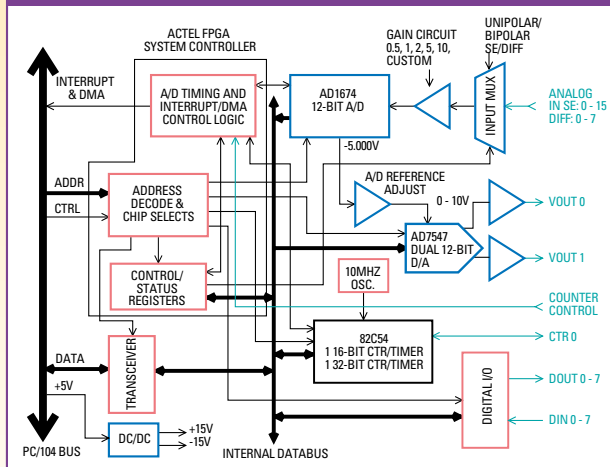 ACTEL FPGA
SYSTEM CONTROLLER
GAIN CIRCUIT
0.5, 1, 2, 5, 10,
CUSTOM
UNIPOLAR/
BIPOLAR
SE/DIFF
INTERRUPT
& DMA
A/D TIMING AND
INTERRUPT/DMA
CONTROL LOGIC
AD1674
12-BIT A/D
INPUT MUX
ANALOG
IN SE: 0 - 15
DIFF: 0 - 7
-5.000V
ADDR
CTRL
ADDRESS
DECODE &
CHIP SELECTS
A/D REFERENCE
ADJUST
0 - 10V
VOUT 0
AD7547
DUAL 12-BIT
D/A
VOUT 1
CONTROL/
STATUS
REGISTERS
10MHZ
OSC.
COUNTER
CONTROL
82C54
1 16-BIT CTR/TIMER
1 32-BIT CTR/TIMER
CTR 0
DATA
TRANSCEIVER
DIGITAL I/O
DOUT 0 - 7
DIN 0 - 7
+5V
DC/DC
+15V
-15V
PC/104 BUS
INTERNAL DATABUS